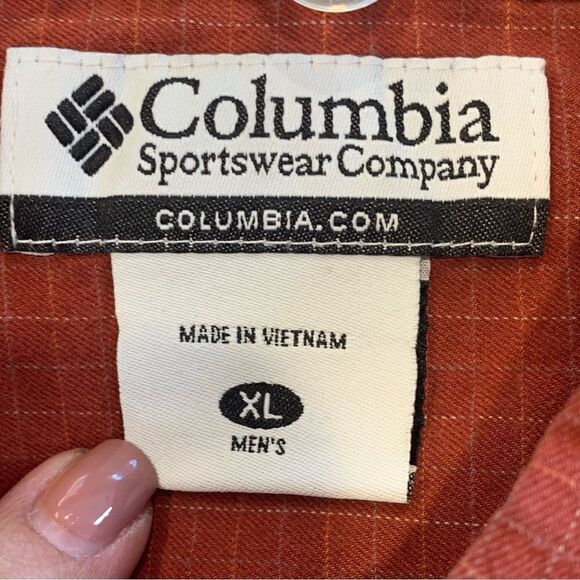 Columbia
Sportswear Company
COLUMBIA.COM
MADE IN VIETNAM
XL
MEN'S